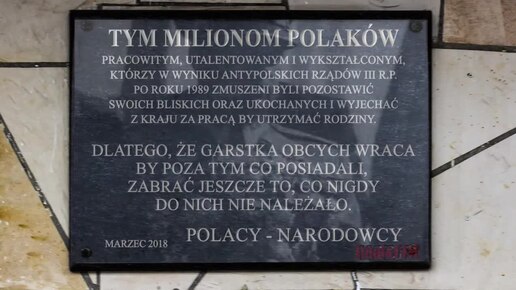 TYM MILIONOM POLAKÓW
PRACOWITYM, UTALENTOWANYM I WYKSZTAŁCONYM,
KTÓRZY W WYNIKU ANTYPOLSKICH RZĄDÓW III R.P.
PO ROKU 1989 ZMUSZENI BYLI POZOSTAWIĆ
SWOICH BLISKICH ORAZ UKOCHANYCH I WYJECHAĆ
Z KRAJU ZA PRACĄ BY UTRZYMAĆ RODZINY.
DLATEGO, ŻE GARSTKA OBCYCH WRACA
BY POZA TYM CO POSIADALI,
ZABRAĆ JESZCZE TO, CO NIGDY
DO NICH NIE NALEŻAŁO.
POLACY - NARODOWCY
MARZEC 2018